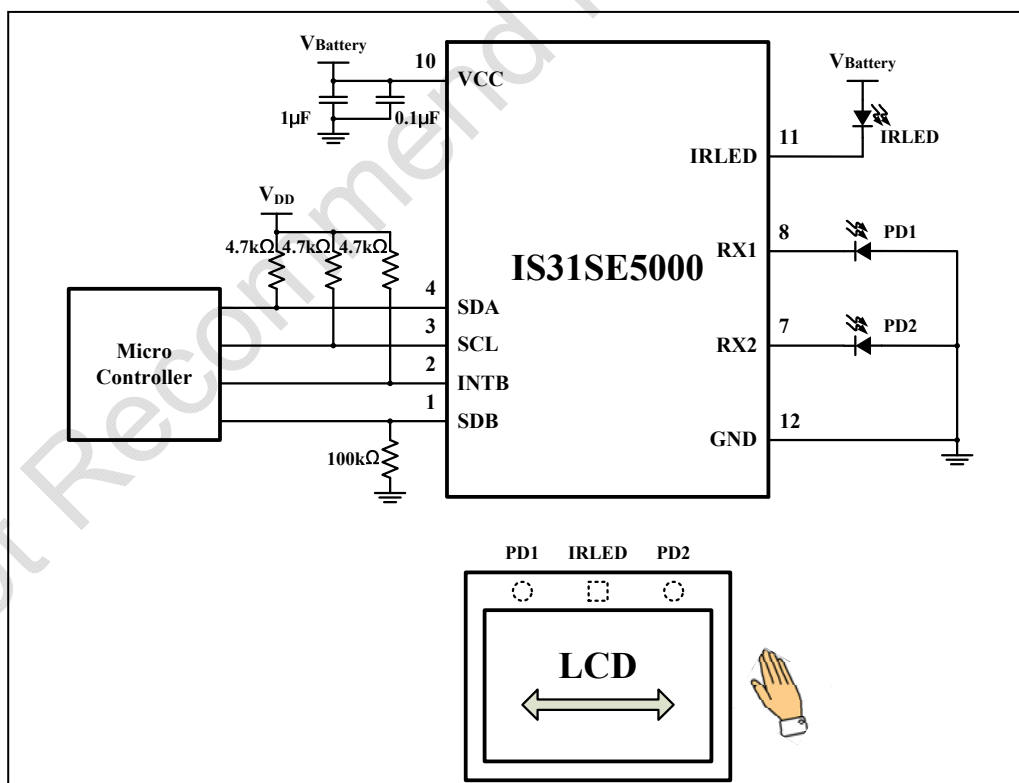 ot Recommend
VBattery
10
VCC
1µF
0.1µF
VBattery
11
IRLED
IRLED
VDD
4.7kΩ 4.7kΩ 4.7kΩ
IS31SE5000
8
RX1
PD1
4
SDA
3
SCL
7
RX2
PD2
Micro
Controller
2
INTB
1
SDB
12
GND
100kΩ
PD1 IRLED PD2
LCD